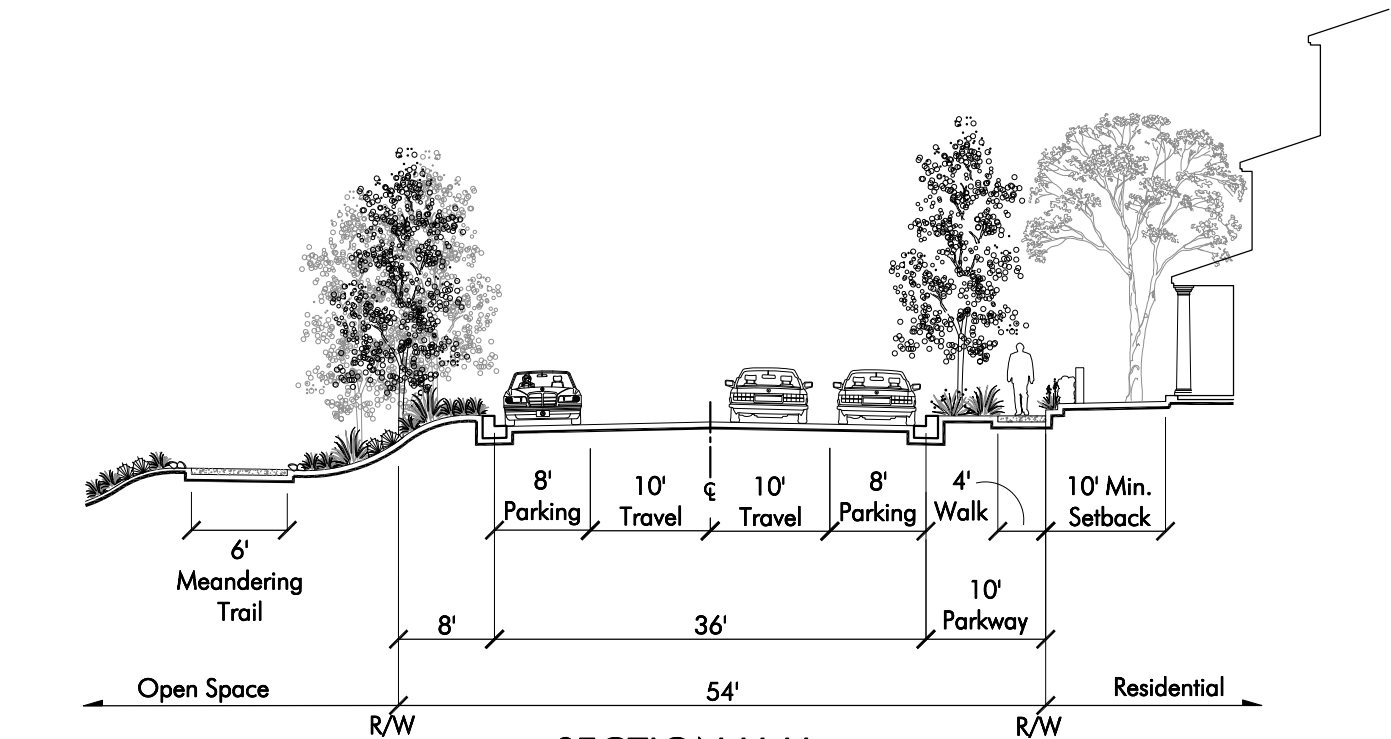 8' Parking
10' Travel
℄
10' Travel
8' Parking
4' Walk
10' Min. Setback
6'
Meandering
Trail
10'
Parkway
8'
36'
Open Space
54'
Residential
R/W
R/W